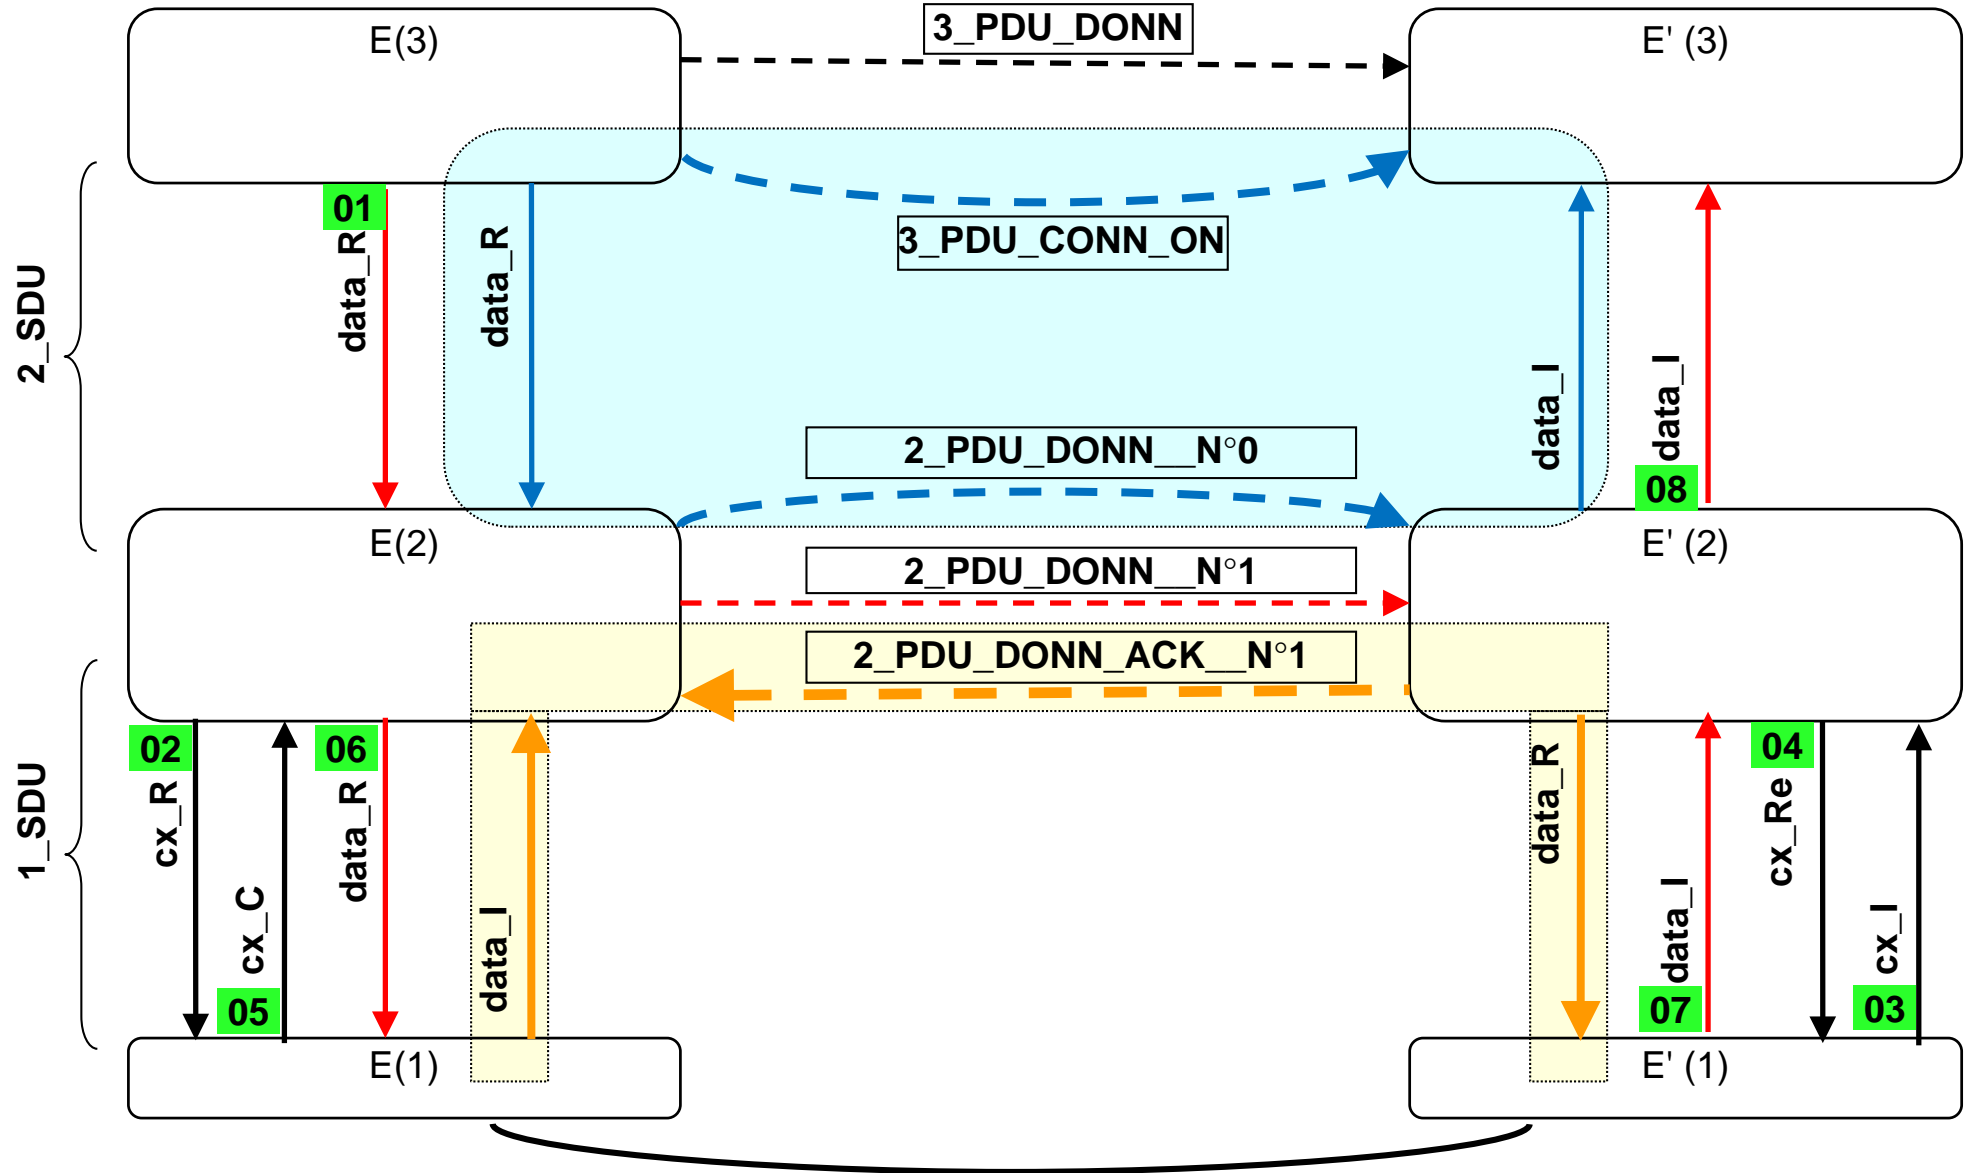 E(3)
3_PDU_DONN
E' (3)
01
data_R
data_R
3_PDU_CONN_ON
2_SDU
data_I
data_I
08
2_PDU_DONN__N°0
E(2)
E' (2)
2_PDU_DONN__N°1
2_PDU_DONN_ACK__N°1
1_SDU
02
cx_R
05
cx_C
06
data_R
data_I
data_R
07
data_I
04
cx_Re
03
cx_I
E(1)
E' (1)